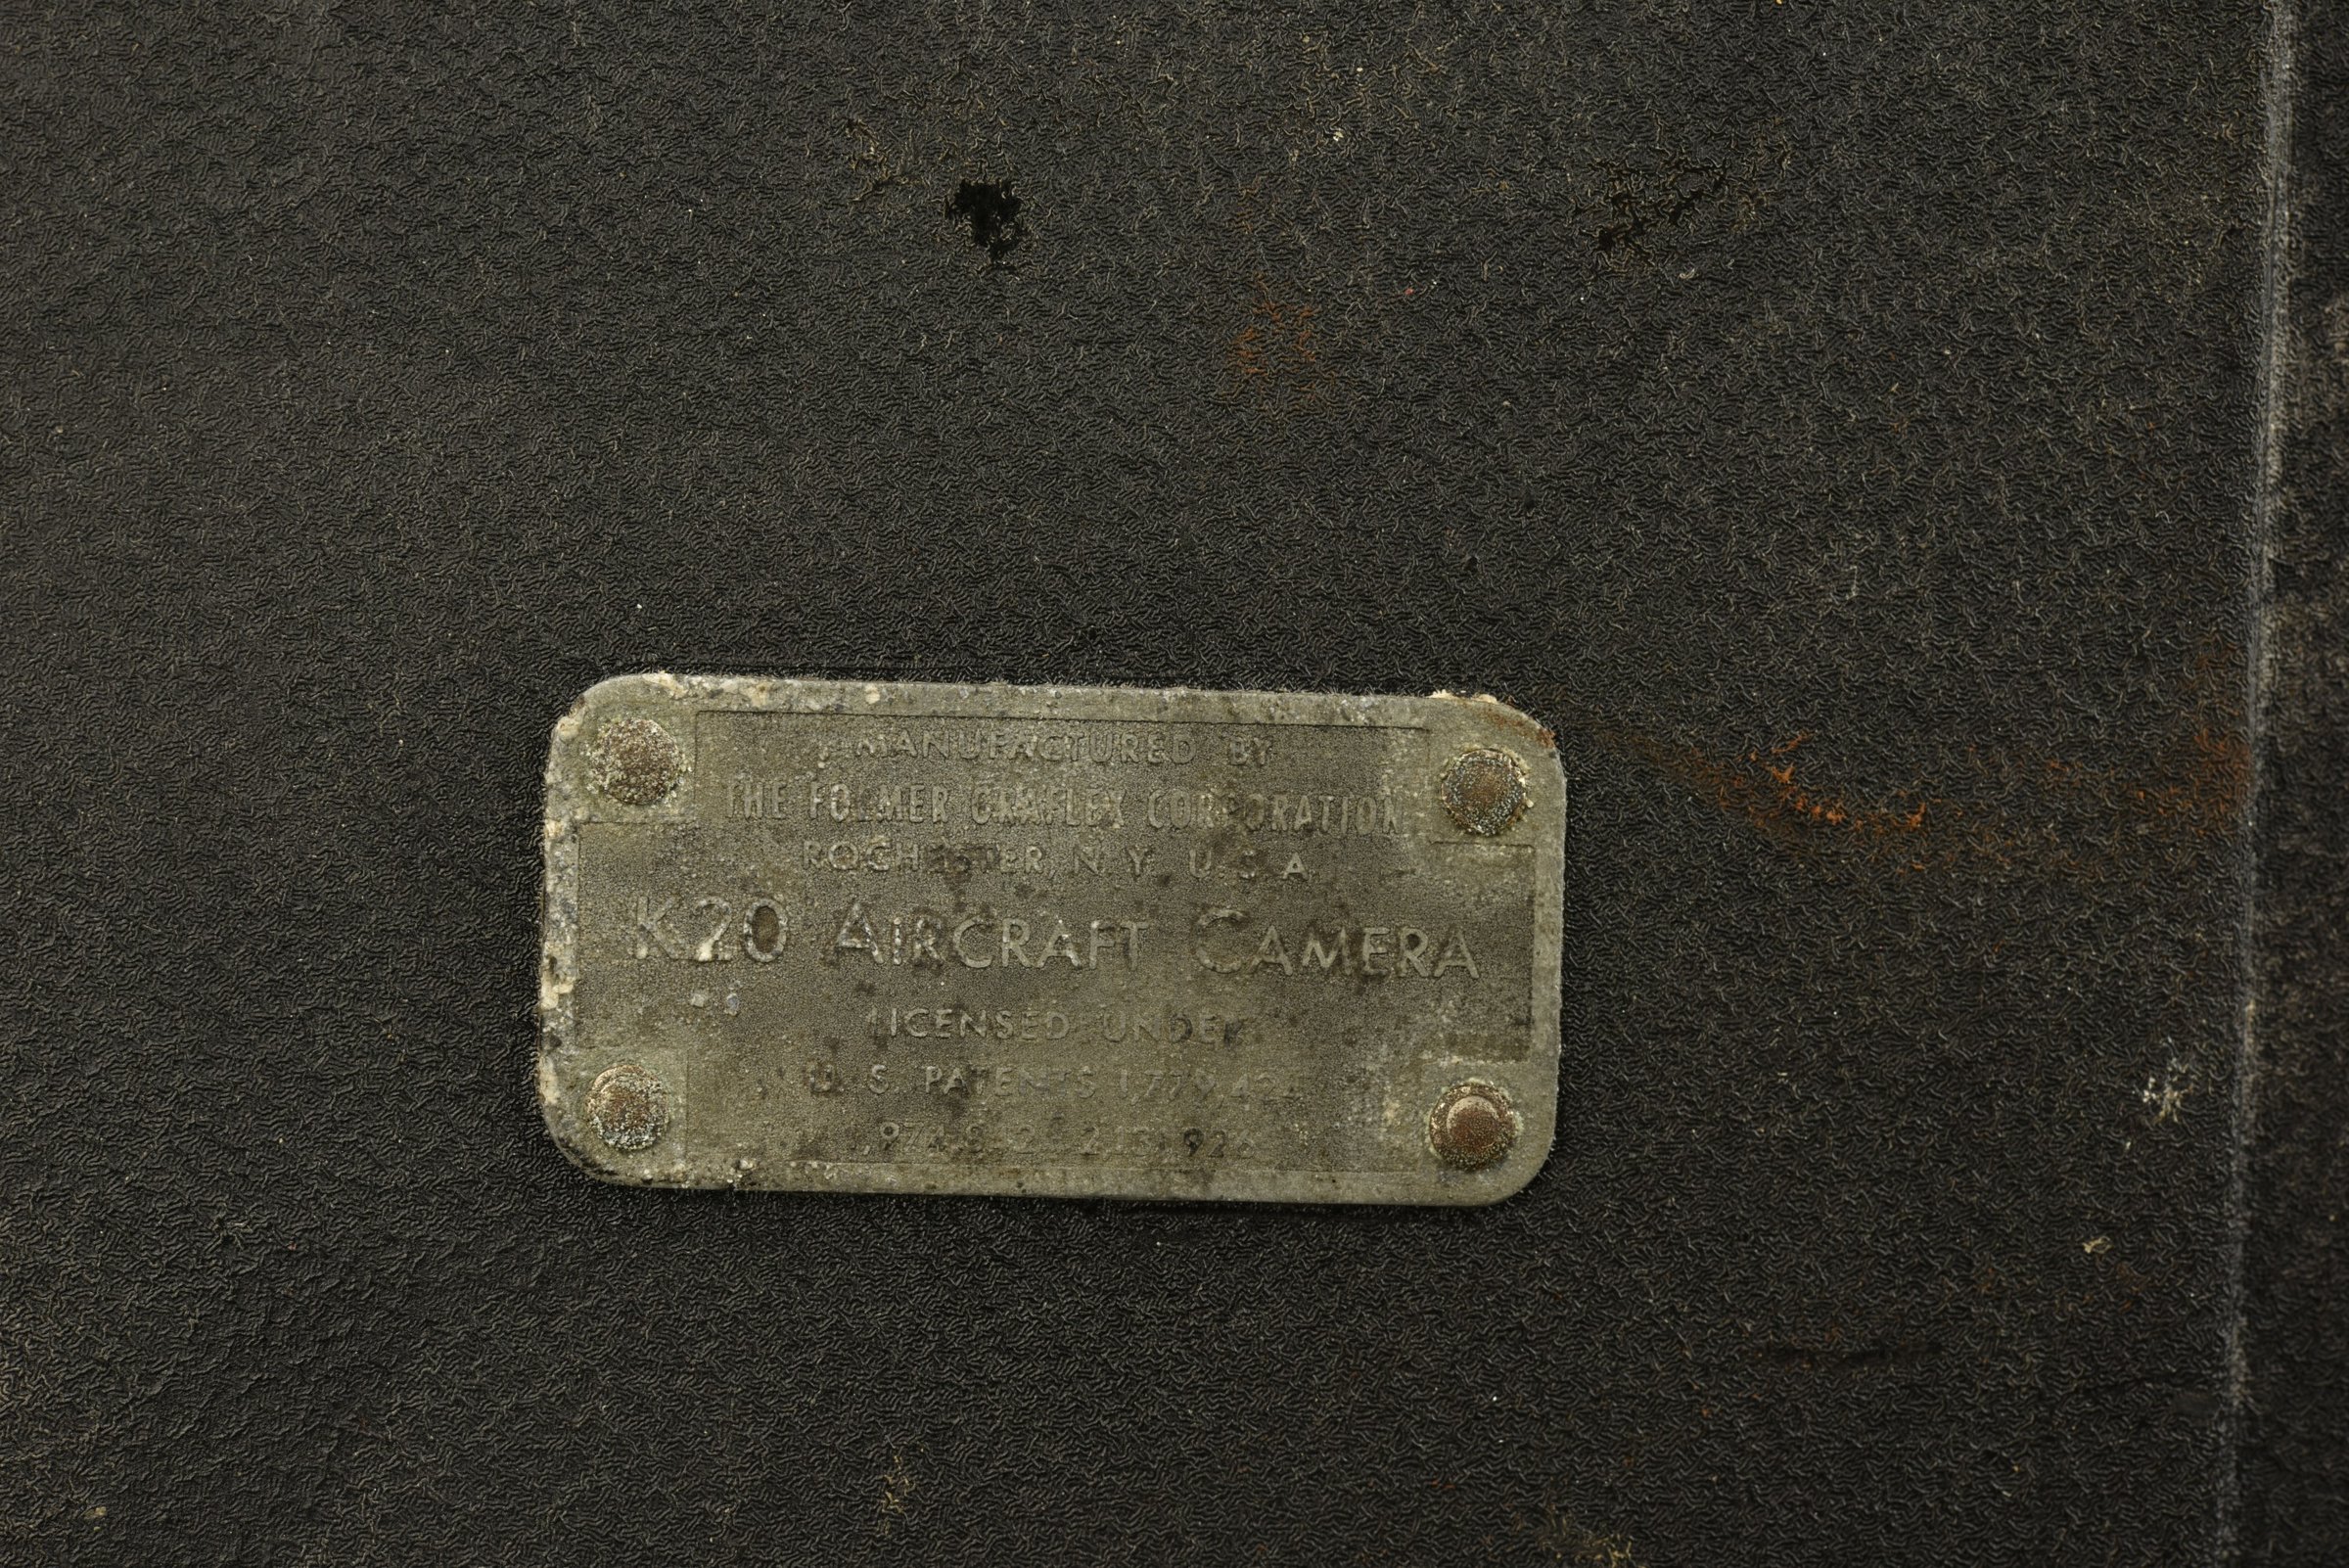 MANUFACTURED BY
THE FOLMER GRAFLEX CORPORATION
ROCHESTER, N.Y. U.S.A.
K20 AIRCRAFT CAMERA
LICENSED UNDER
U.S. PATENTS